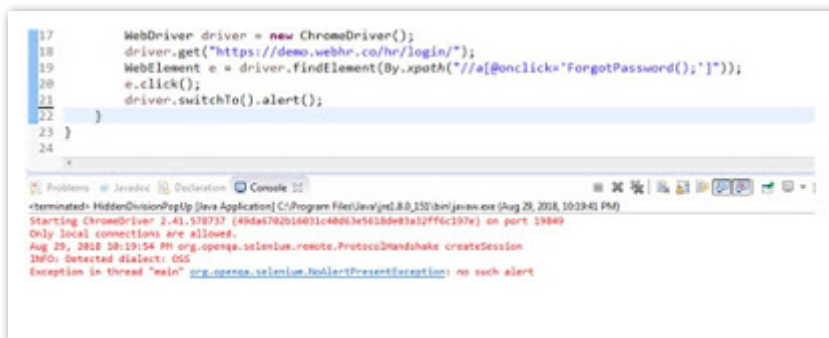 17 WebDriver driver = new ChromeDriver();
18 driver.get("https://demo.webhr.co/hr/login/");
19 WebElement e = driver.findElement(By.xpath("//a[@onclick='ForgotPassword();']"));
20 e.click();
21 driver.switchTo().alert();
22 }
23 }
24
Problems Javadoc Declaration Console
<terminated> HiddenDivisionPopUp [Java Application] C:\Program Files\Java\jre1.8.0_151\bin\javaw.exe (Aug 29, 2018, 10:19:41 PM)
Starting ChromeDriver 2.41.578737 (49da6702b16031c40d63e5618de03a32ff6c197e) on port 19849
Only local connections are allowed.
Aug 29, 2018 10:19:54 PM org.openqa.selenium.remote.ProtocolHandshake createSession
INFO: Detected dialect: OSS
Exception in thread "main" org.openqa.selenium.NoAlertPresentException: no such alert